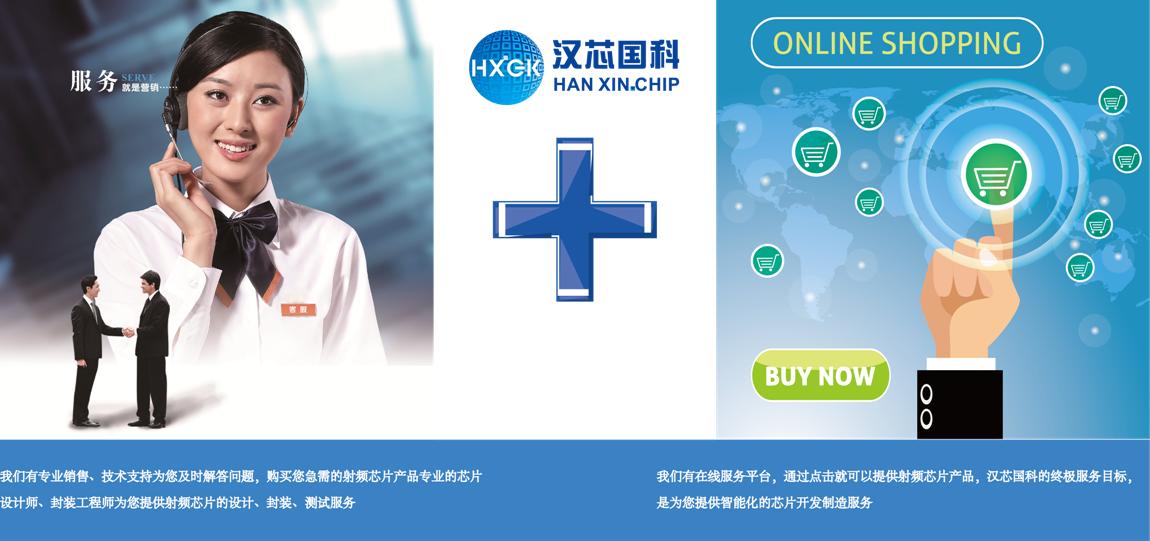 服务 SERVE
就是营销······
客服
HXGK
汉芯国科
HAN XIN.CHIP
ONLINE SHOPPING
BUY NOW
我们有专业销售、技术支持为您及时解答问题，购买您急需的射频芯片产品专业的芯片
设计师、封装工程师为您提供射频芯片的设计、封装、测试服务
我们有在线服务平台，通过点击就可以提供射频芯片产品，汉芯国科的终极服务目标，
是为您提供智能化的芯片开发制造服务